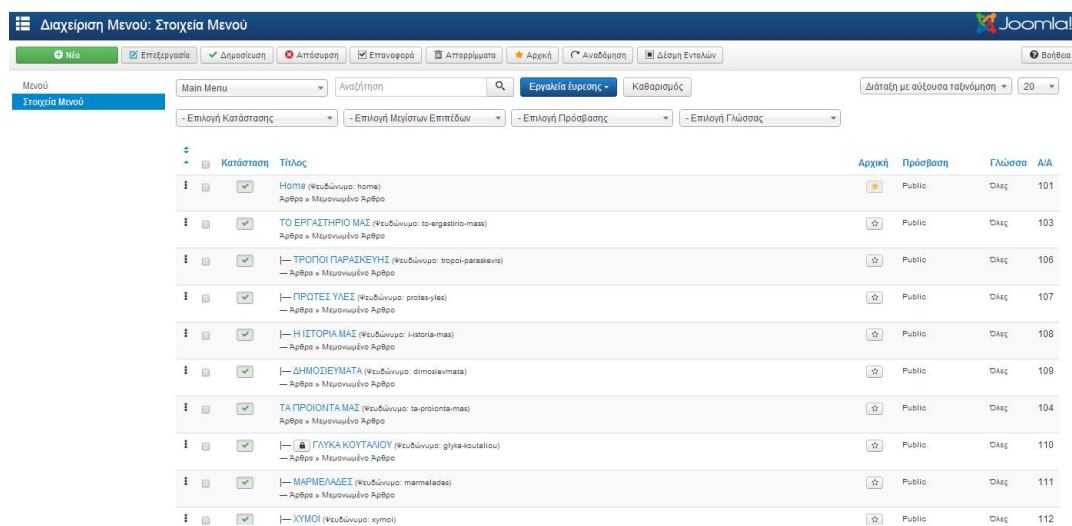 Διαχείριση Μενού: Στοιχεία Μενού
Joomla!
Νέο Επεξεργασία Δημοσίευση Απόσυρση Επαναφορά Απορρίμματα Αρχική Αναδόμηση Δέσμη Εντολών Βοήθεια
Μενού
Στοιχεία Μενού
Main Menu Αναζήτηση Εργαλεία έυρεσης Καθαρισμός Διάταξη με αύξουσα ταξινόμηση 20
- Επιλογή Κατάστασης - Επιλογή Μεγίστων Επιπέδων - Επιλογή Πρόσβασης - Επιλογή Γλώσσας
Κατάσταση Τίτλος Αρχική Πρόσβαση Γλώσσα Α/Α
Home (Ψευδώνυμο: home) Public Όλες 101
Άρθρα » Μεμονωμένο Άρθρο
ΤΟ ΕΡΓΑΣΤΗΡΙΟ ΜΑΣ (Ψευδώνυμο: to-ergastirio-mass) Public Όλες 103
Άρθρα » Μεμονωμένο Άρθρο
|— ΤΡΟΠΟΙ ΠΑΡΑΣΚΕΥΗΣ (Ψευδώνυμο: tropoi-paraskevis) Public Όλες 106
— Άρθρα » Μεμονωμένο Άρθρο
|— ΠΡΩΤΕΣ ΥΛΕΣ (Ψευδώνυμο: protes-yles) Public Όλες 107
— Άρθρα » Μεμονωμένο Άρθρο
|— Η ΙΣΤΟΡΙΑ ΜΑΣ (Ψευδώνυμο: i-istoria-mas) Public Όλες 108
— Άρθρα » Μεμονωμένο Άρθρο
|— ΔΗΜΟΣΙΕΥΜΑΤΑ (Ψευδώνυμο: dimosievmata) Public Όλες 109
— Άρθρα » Μεμονωμένο Άρθρο
ΤΑ ΠΡΟΙΟΝΤΑ ΜΑΣ (Ψευδώνυμο: ta-proionta-mas) Public Όλες 104
Άρθρα » Μεμονωμένο Άρθρο
|— ΓΛΥΚΑ ΚΟΥΤΑΛΙΟΥ (Ψευδώνυμο: glyka-koutaliou) Public Όλες 110
— Άρθρα » Μεμονωμένο Άρθρο
|— ΜΑΡΜΕΛΑΔΕΣ (Ψευδώνυμο: marmelades) Public Όλες 111
— Άρθρα » Μεμονωμένο Άρθρο
|— ΧΥΜΟΙ (Ψευδώνυμο: xymoi) Public Όλες 112